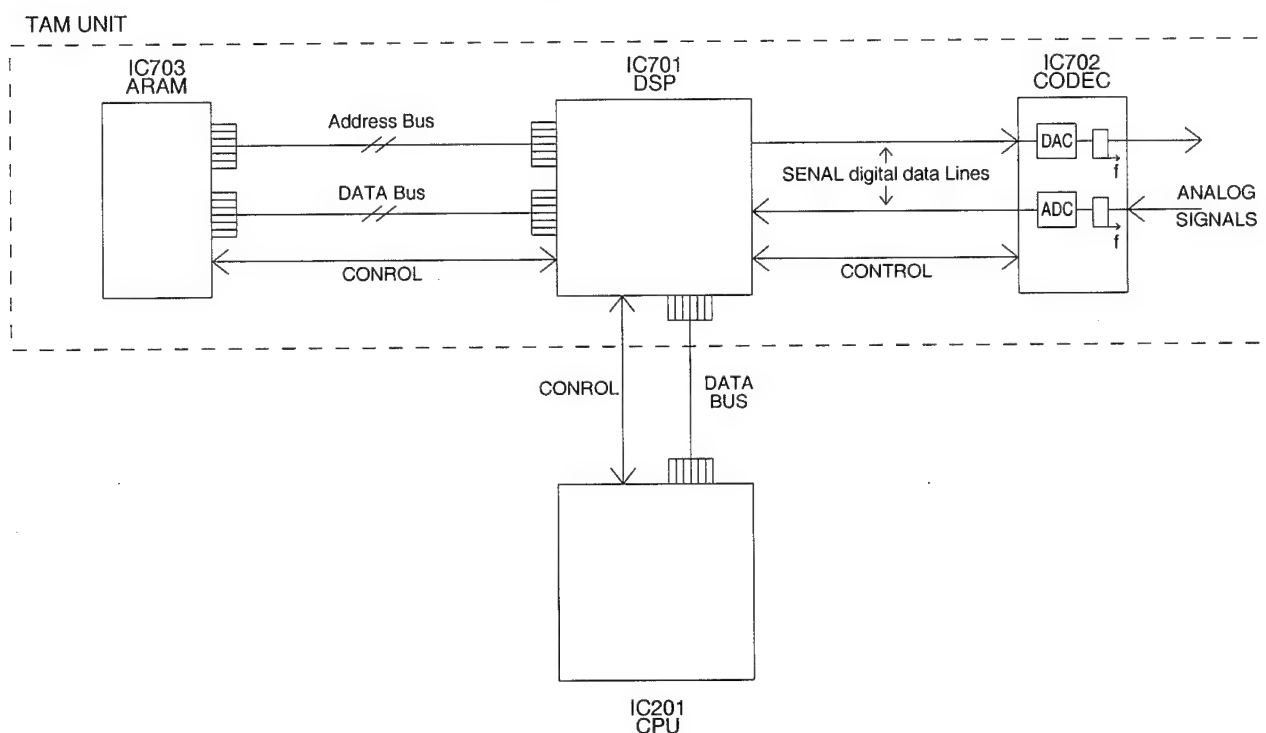 TAM UNIT
IC703
ARAM
IC701
DSP
IC702
CODEC
Address Bus
DATA Bus
CONROL
SENAL digital data Lines
CONTROL
DAC
f
ADC
f
ANALOG
SIGNALS
CONROL
DATA
BUS
IC201
CPU